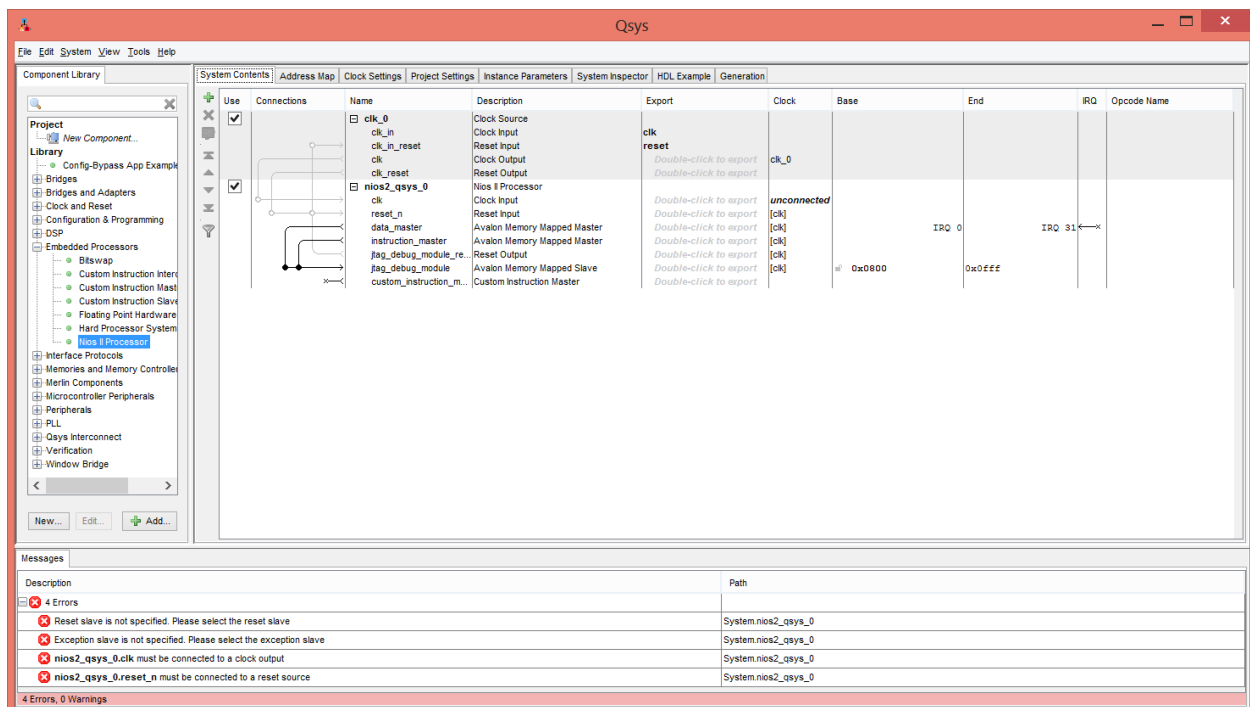 Qsys
File Edit System View Tools Help
Component Library
Project
New Component...
Library
Config-Bypass App Example
Bridges
Bridges and Adapters
Clock and Reset
Configuration & Programming
DSP
Embedded Processors
Bitswap
Custom Instruction Interc
Custom Instruction Mast
Custom Instruction Slave
Floating Point Hardware
Hard Processor System
Nios II Processor
Interface Protocols
Memories and Memory Controller
Merlin Components
Microcontroller Peripherals
Peripherals
PLL
Qsys Interconnect
Verification
Window Bridge
New... Edit... Add...
System Contents Address Map Clock Settings Project Settings Instance Parameters System Inspector HDL Example Generation
Use Connections Name Description Export Clock Base End IRQ Opcode Name
clk_0 Clock Source
clk_in Clock Input clk
clk_in_reset Reset Input reset
clk Clock Output Double-click to export clk_0
clk_reset Reset Output Double-click to export
nios2_qsys_0 Nios II Processor
clk Clock Input Double-click to export unconnected
reset_n Reset Input Double-click to export [clk]
data_master Avalon Memory Mapped Master Double-click to export [clk] IRQ 0 IRQ 31
instruction_master Avalon Memory Mapped Master Double-click to export [clk]
jtag_debug_module_re... Reset Output Double-click to export [clk]
jtag_debug_module Avalon Memory Mapped Slave Double-click to export [clk] 0x0800 0x0fff
custom_instruction_m... Custom Instruction Master Double-click to export
Messages
Description Path
4 Errors
Reset slave is not specified. Please select the reset slave System.nios2_qsys_0
Exception slave is not specified. Please select the exception slave System.nios2_qsys_0
nios2_qsys_0.clk must be connected to a clock output System.nios2_qsys_0
nios2_qsys_0.reset_n must be connected to a reset source System.nios2_qsys_0
4 Errors, 0 Warnings